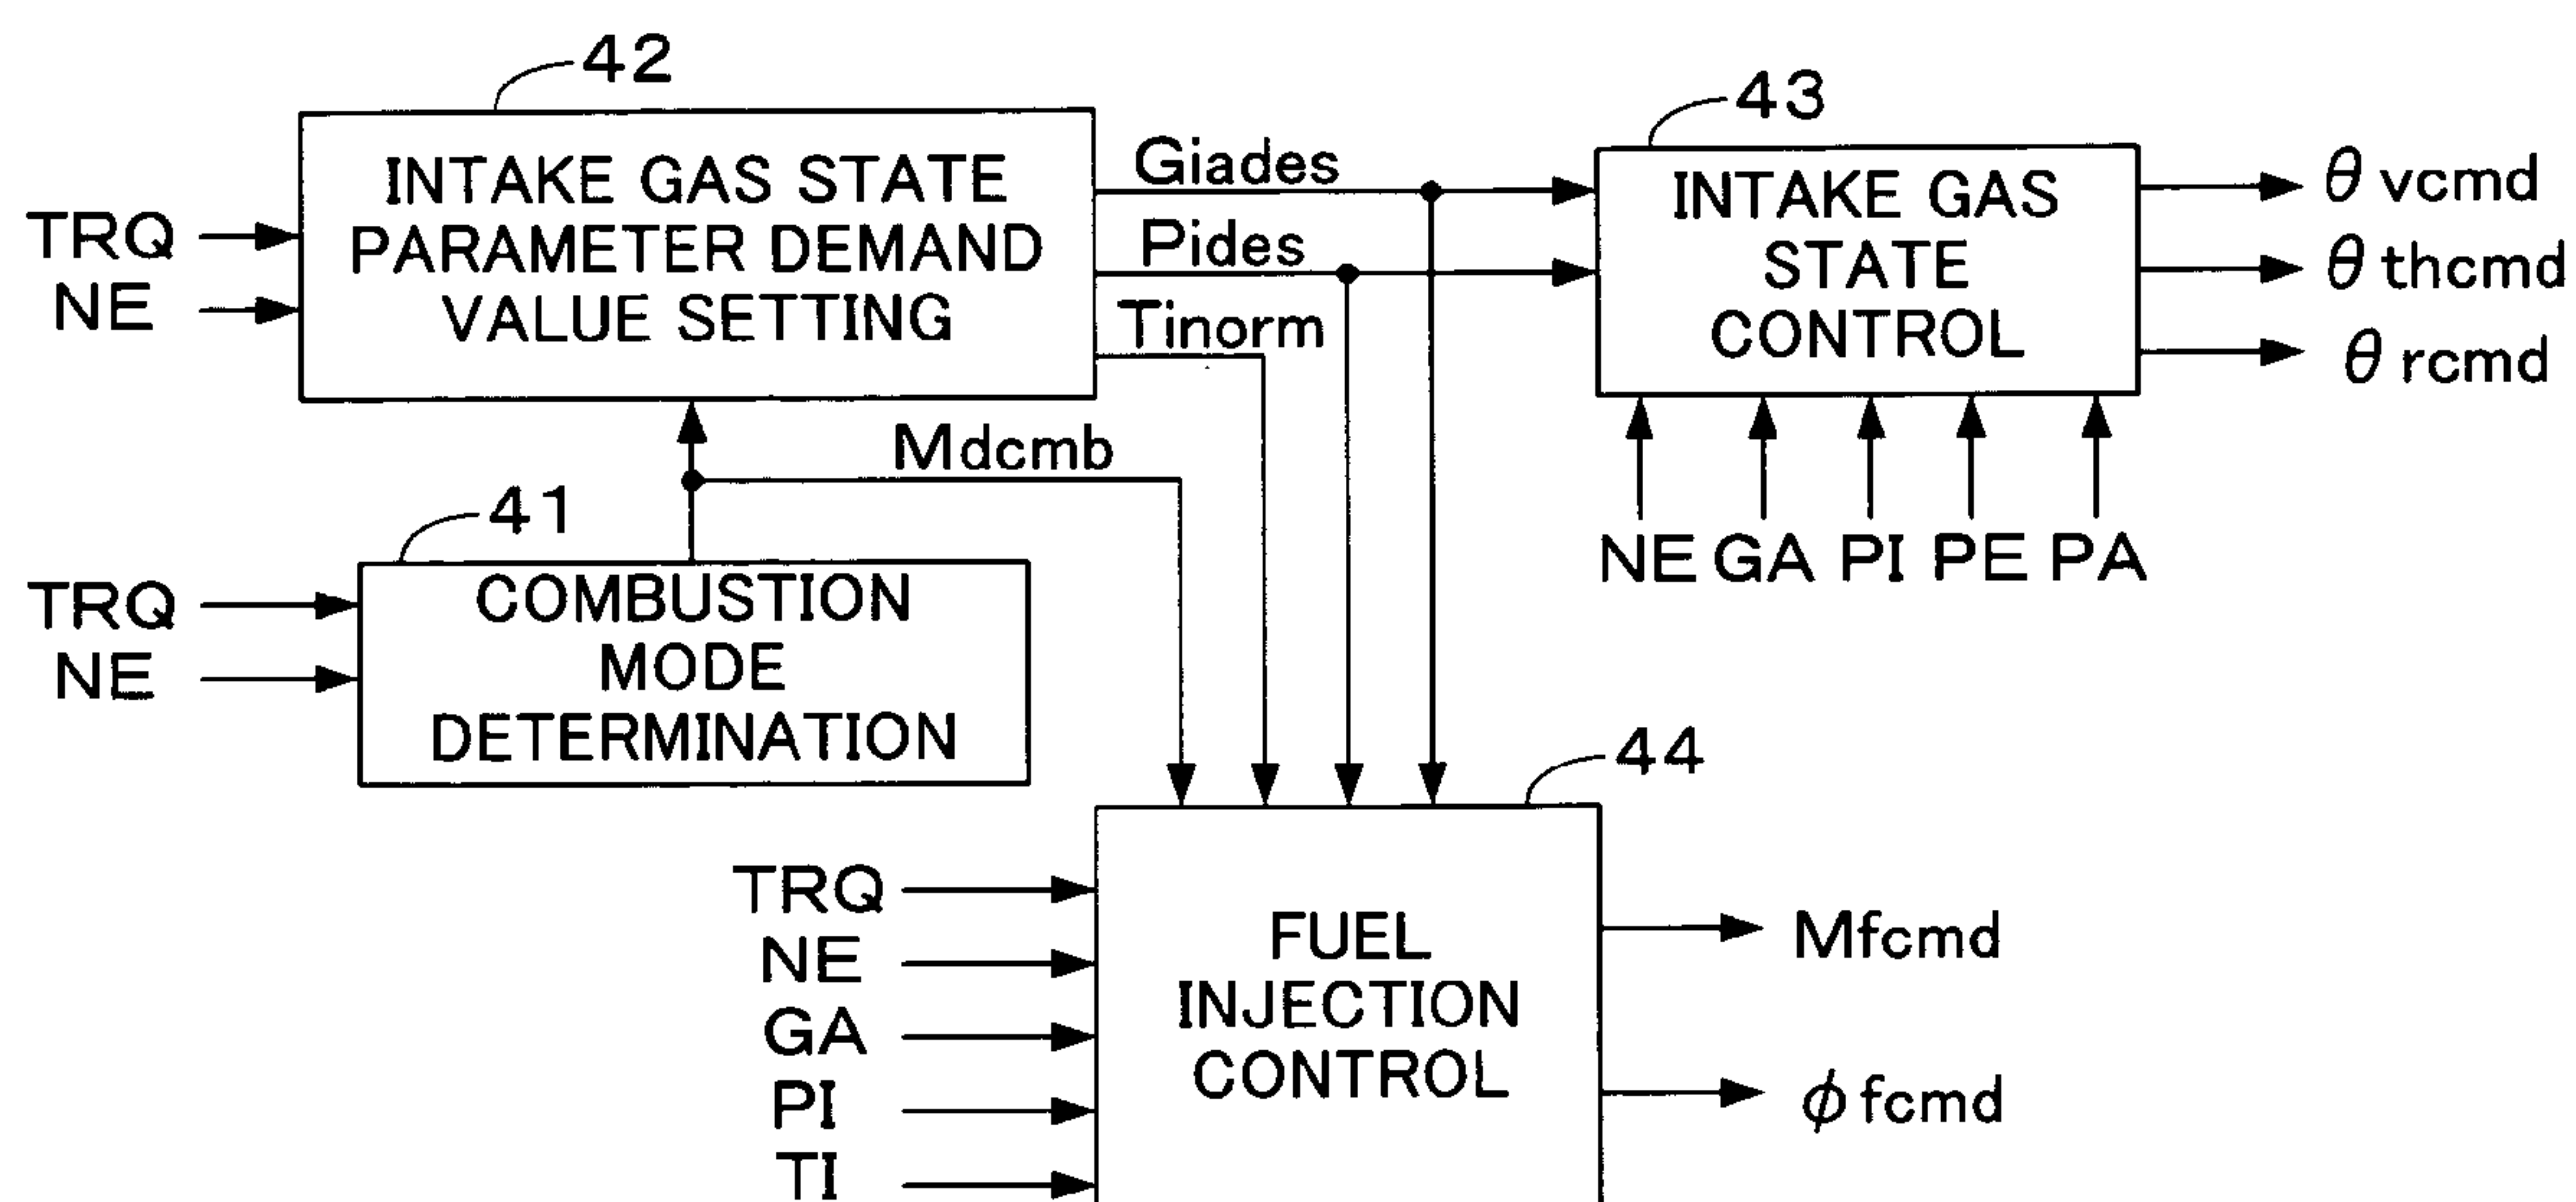 42
INTAKE GAS STATE
PARAMETER DEMAND
VALUE SETTING
TRQ
NE
Giades
Pides
Tinorm
43
INTAKE GAS
STATE
CONTROL
θ vcmd
θ thcmd
θ rcmd
NE GA PI PE PA
Mdcmb
41
COMBUSTION
MODE
DETERMINATION
TRQ
NE
44
FUEL
INJECTION
CONTROL
TRQ
NE
GA
PI
TI
Mfcmd
φ fcmd